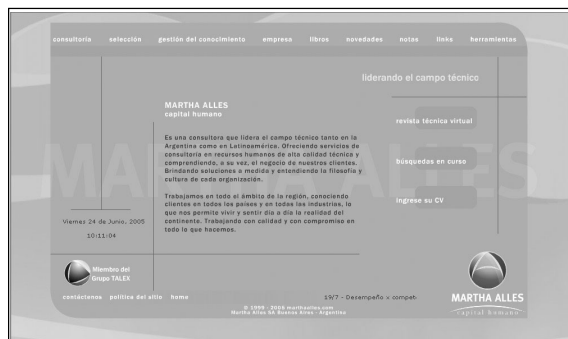 consultoría selección gestión del conocimiento empresa libros novedades notas links herramientas
liderando el campo técnico
MARTHA ALLES
capital humano
Es una consultora que lidera el campo técnico tanto en la
Argentina como en Latinoamérica. Ofreciendo servicios de
consultoría en recursos humanos de alta calidad técnica y
comprendiendo, a su vez, el negocio de nuestros clientes.
Brindando soluciones a medida y entendiendo la filosofía y
cultura de cada organización.
Trabajamos en todo el ámbito de la región, conociendo
clientes en todos los países y en todas las industrias, lo
que nos permite vivir y sentir día a día la realidad del
continente. Trabajando con calidad y con compromiso en
todo lo que hacemos.
revista técnica virtual
búsquedas en curso
ingrese su CV
MARTHA ALLES
Viernes 24 de Junio, 2005
10:11:04
Miembro del
Grupo TALEX
contáctenos política del sitio home
19/7 - Desempeño x compet
© 1998 - 2004 marthaalles.com
Martha Alles SA Buenos Aires - Argentina
MARTHA ALLES
capital humano